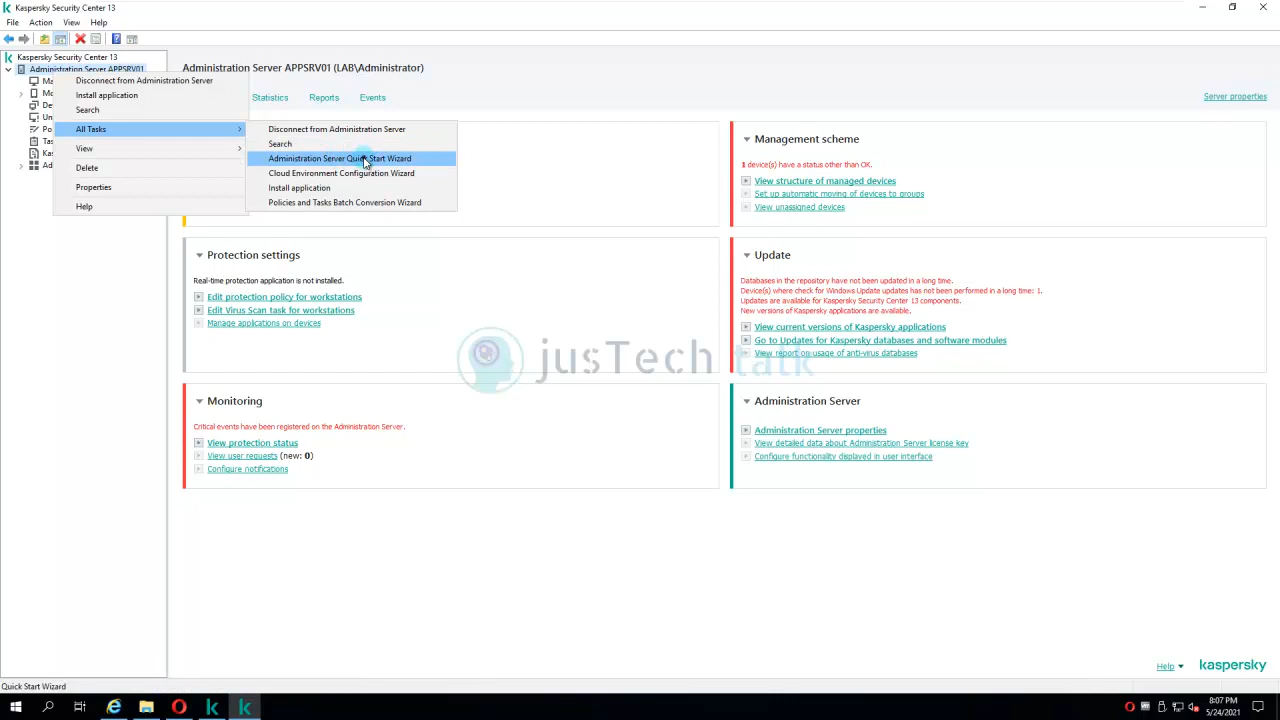 Kaspersky Security Center 13
File Action View Help
Kaspersky Security Center 13
Administration Server APPSRV01
Administration Server APPSRV01 (LAB\Administrator)
Disconnect from Administration Server
Install application
Search
All Tasks
View
Delete
Properties
Help
Disconnect from Administration Server
Search
Administration Server Quick Start Wizard
Cloud Environment Configuration Wizard
Install application
Policies and Tasks Batch Conversion Wizard
Statistics Reports Events
Server properties
Management scheme
1 device(s) have a status other than OK.
View structure of managed devices
Set up automatic moving of devices to groups
View unassigned devices
Protection settings
Real-time protection application is not installed.
Edit protection policy for workstations
Edit Virus Scan task for workstations
Manage applications on devices
Update
Databases in the repository have not been updated in a long time.
Device(s) where check for Windows Update updates has not been performed in a long time: 1.
Updates are available for Kaspersky Security Center 13 components.
New versions of Kaspersky applications are available.
View current versions of Kaspersky applications
Go to Updates for Kaspersky databases and software modules
View report on usage of anti-virus databases
jusTech talk
Monitoring
Critical events have been registered on the Administration Server.
View protection status
View user requests (new: 0)
Configure notifications
Administration Server
Administration Server properties
View detailed data about Administration Server license key
Configure functionality displayed in user interface
Help
kaspersky
Quick Start Wizard
8:07 PM
5/24/2021